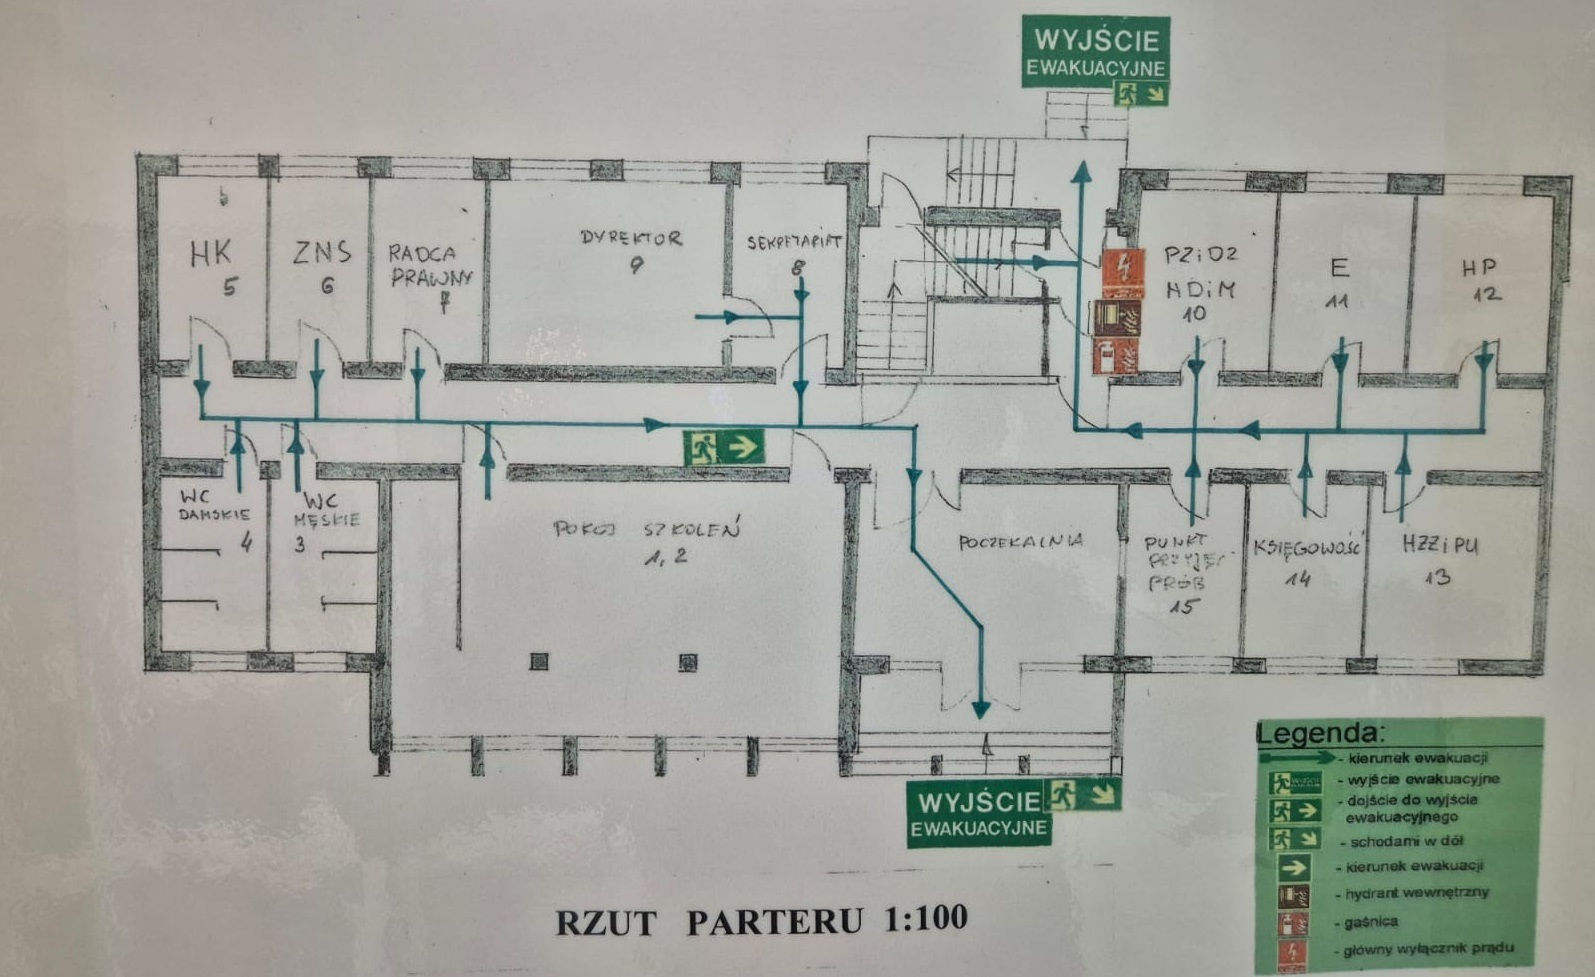 WYJŚCIE
EWAKUACYJNE
HK
5
ZNS
6
RADCA
PRAWNY
7
DYREKTOR
9
SEKRETARIAT
8
PZiOZ
HDiM
10
E
11
HP
12
WC
DAMSKIE
4
WC
MĘSKIE
3
POKÓJ SZKOLEŃ
1, 2
POCZEKALNIA
PUNKT
PRZYJĘĆ
PRÓB
15
KSIĘGOWOŚĆ
14
HZZiPU
13
WYJŚCIE
EWAKUACYJNE
RZUT PARTERU 1:100
Legenda:
- kierunek ewakuacji
- wyjście ewakuacyjne
- dojście do wyjścia
ewakuacyjnego
- schodami w dół
- kierunek ewakuacji
- hydrant wewnętrzny
- gaśnica
- główny wyłącznik prądu